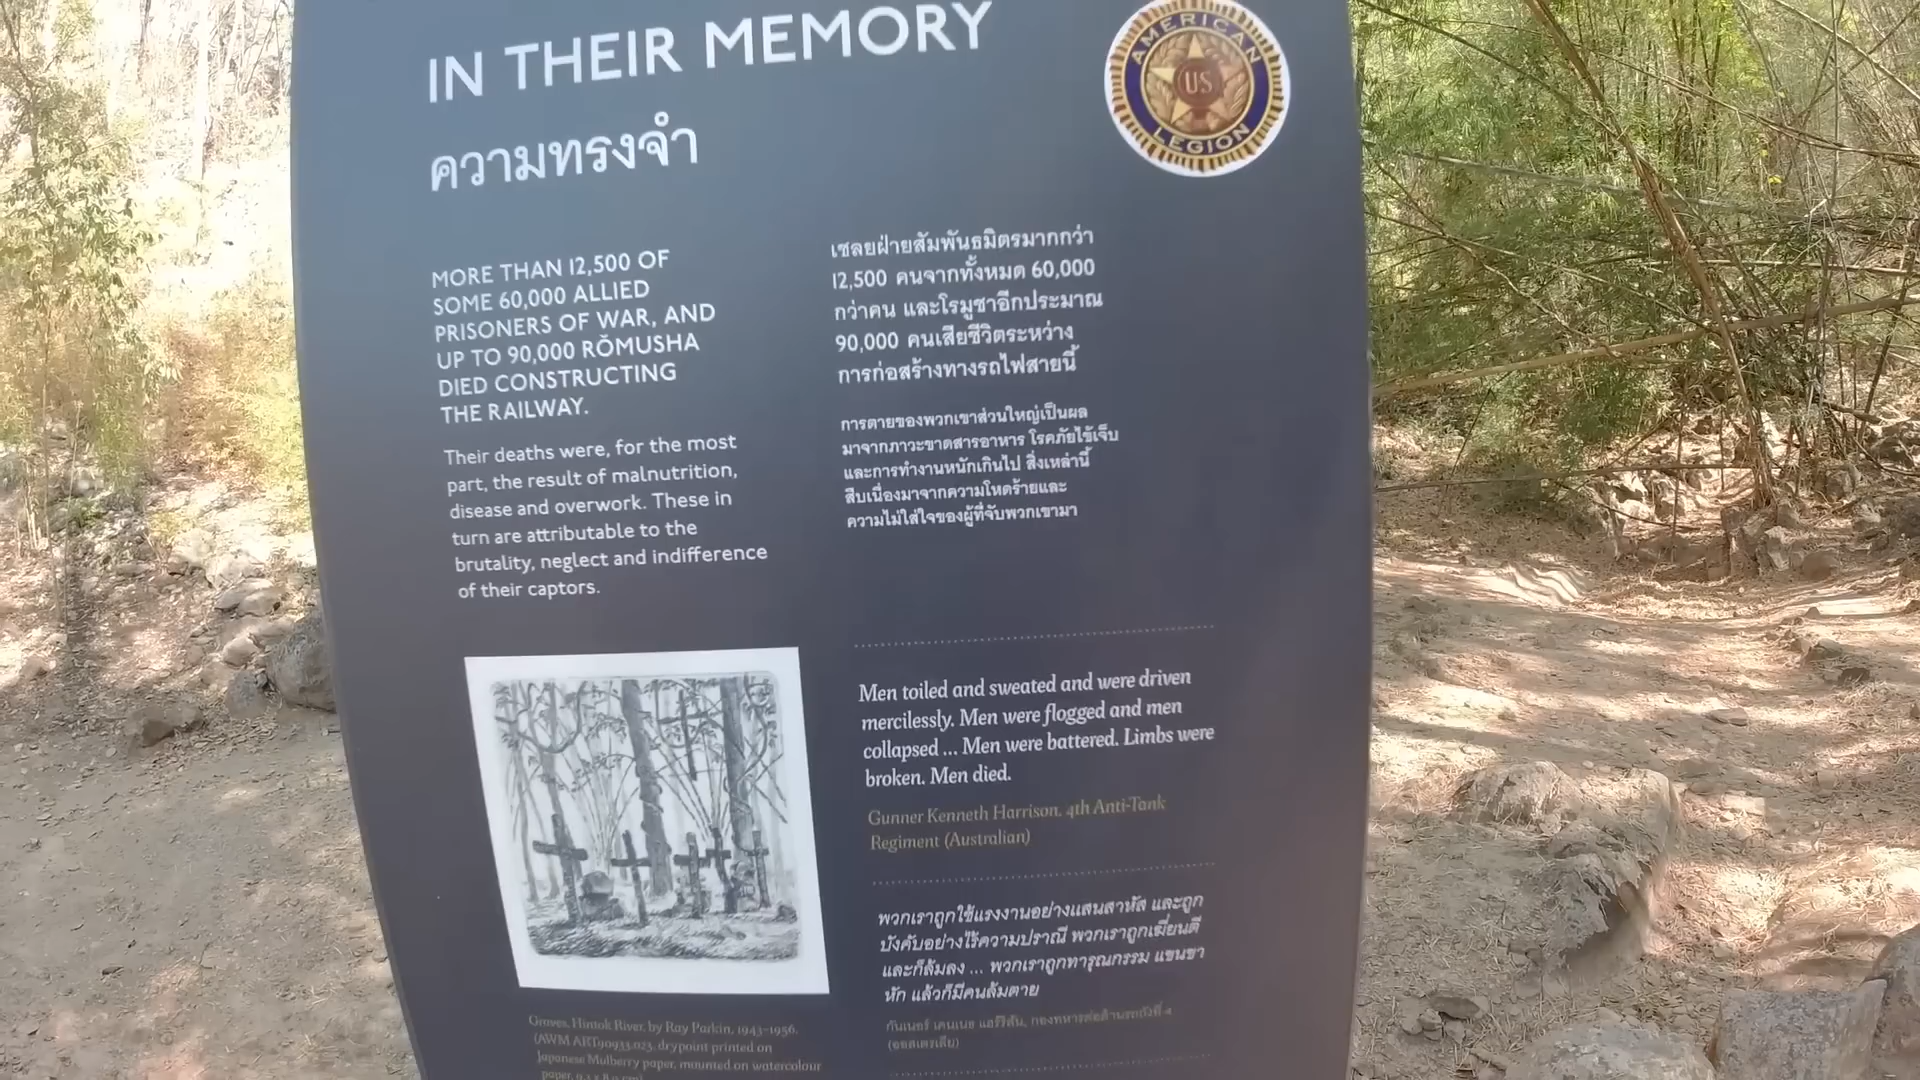 IN THEIR MEMORY
ความทรงจำ
AMERICAN
US
LEGION
MORE THAN 12,500 OF
SOME 60,000 ALLIED
PRISONERS OF WAR, AND
UP TO 90,000 RŎMUSHA
DIED CONSTRUCTING
THE RAILWAY.
Their deaths were, for the most
part, the result of malnutrition,
disease and overwork. These in
turn are attributable to the
brutality, neglect and indifference
of their captors.
เชลยฝ่ายสัมพันธมิตรมากกว่า
12,500 คนจากทั้งหมด 60,000
กว่าคน และโรมูชาอีกประมาณ
90,000 คนเสียชีวิตระหว่าง
การก่อสร้างทางรถไฟสายนี้
การตายของพวกเขาส่วนใหญ่เป็นผล
มาจากภาวะขาดสารอาหาร โรคภัยไข้เจ็บ
และการทำงานหนักเกินไป สิ่งเหล่านี้
สืบเนื่องมาจากความโหดร้ายและ
ความไม่ใส่ใจของผู้ที่จับพวกเขามา
Men toiled and sweated and were driven
mercilessly. Men were flogged and men
collapsed ... Men were battered. Limbs were
broken. Men died.
Gunner Kenneth Harrison, 4th Anti-Tank
Regiment (Australian)
พวกเราถูกใช้แรงงานอย่างแสนสาหัส และถูก
บังคับอย่างไร้ความปราณี พวกเราถูกเฆี่ยนตี
และก็ล้มลง ... พวกเราถูกทารุณกรรม แขนขา
หัก แล้วก็มีคนล้มตาย
กันเนอร์ เคนเนธ แฮร์ริสัน, กองทหารต่อต้านรถถังที่ 4
(ออสเตรเลีย)
Graves, Hintok River, by Ray Parkin, 1943–1956.
(AWM ART90933.023, drypoint printed on
Japanese Mulberry paper, mounted on watercolour
paper,